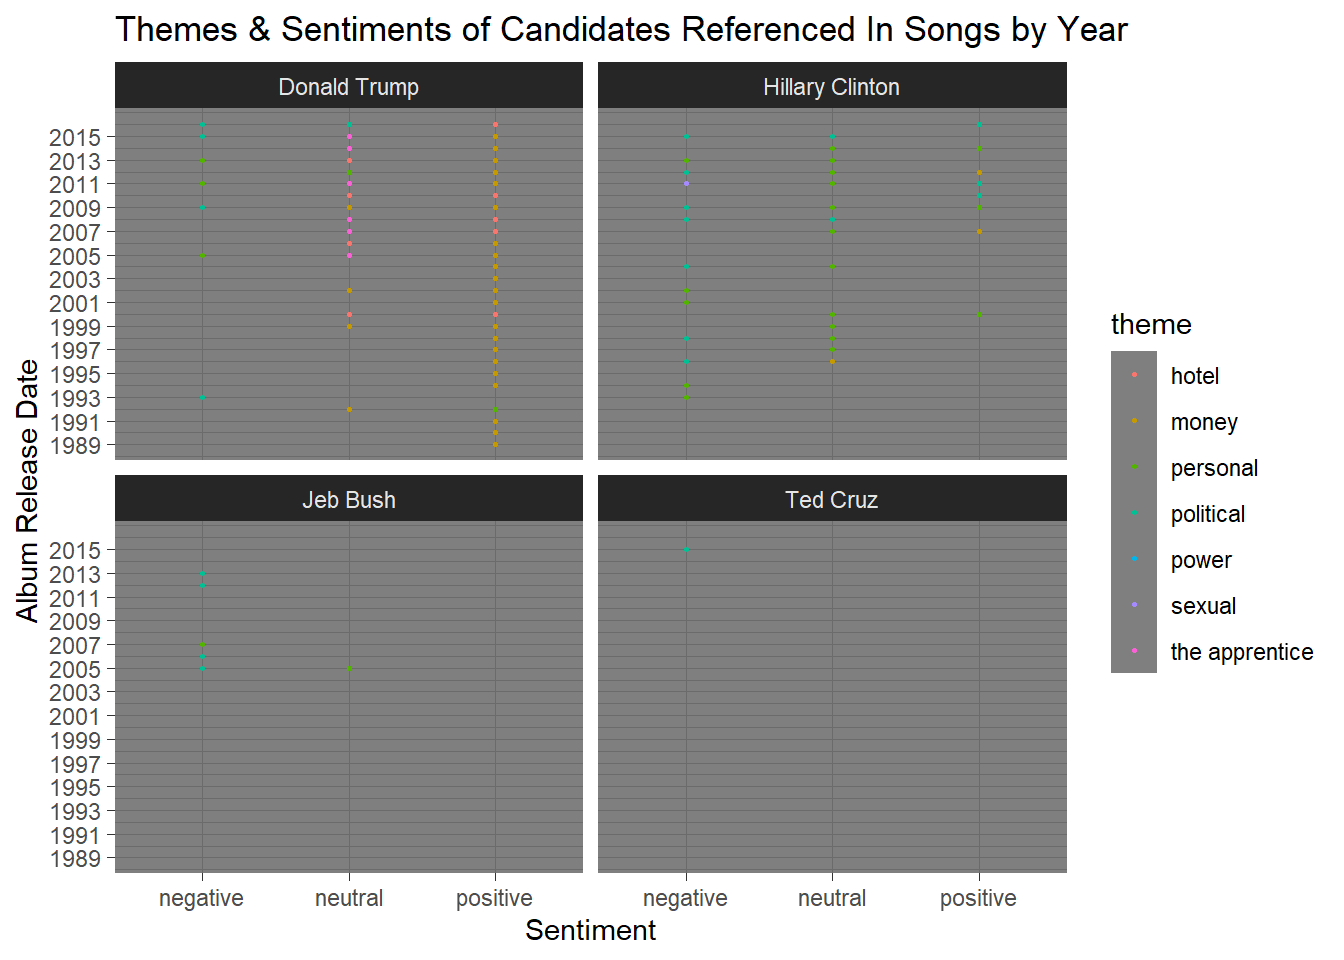 Themes & Sentiments of Candidates Referenced In Songs by Year
Donald Trump
Hillary Clinton
2015
2013
2011
2009
2007
2005
2003
2001
1999
1997
1995
1993
1991
1989
Jeb Bush
Ted Cruz
2015
2013
2011
2009
2007
2005
2003
2001
1999
1997
1995
1993
1991
1989
Album Release Date
negative neutral positive
negative neutral positive
Sentiment
theme
hotel
money
personal
political
power
sexual
the apprentice